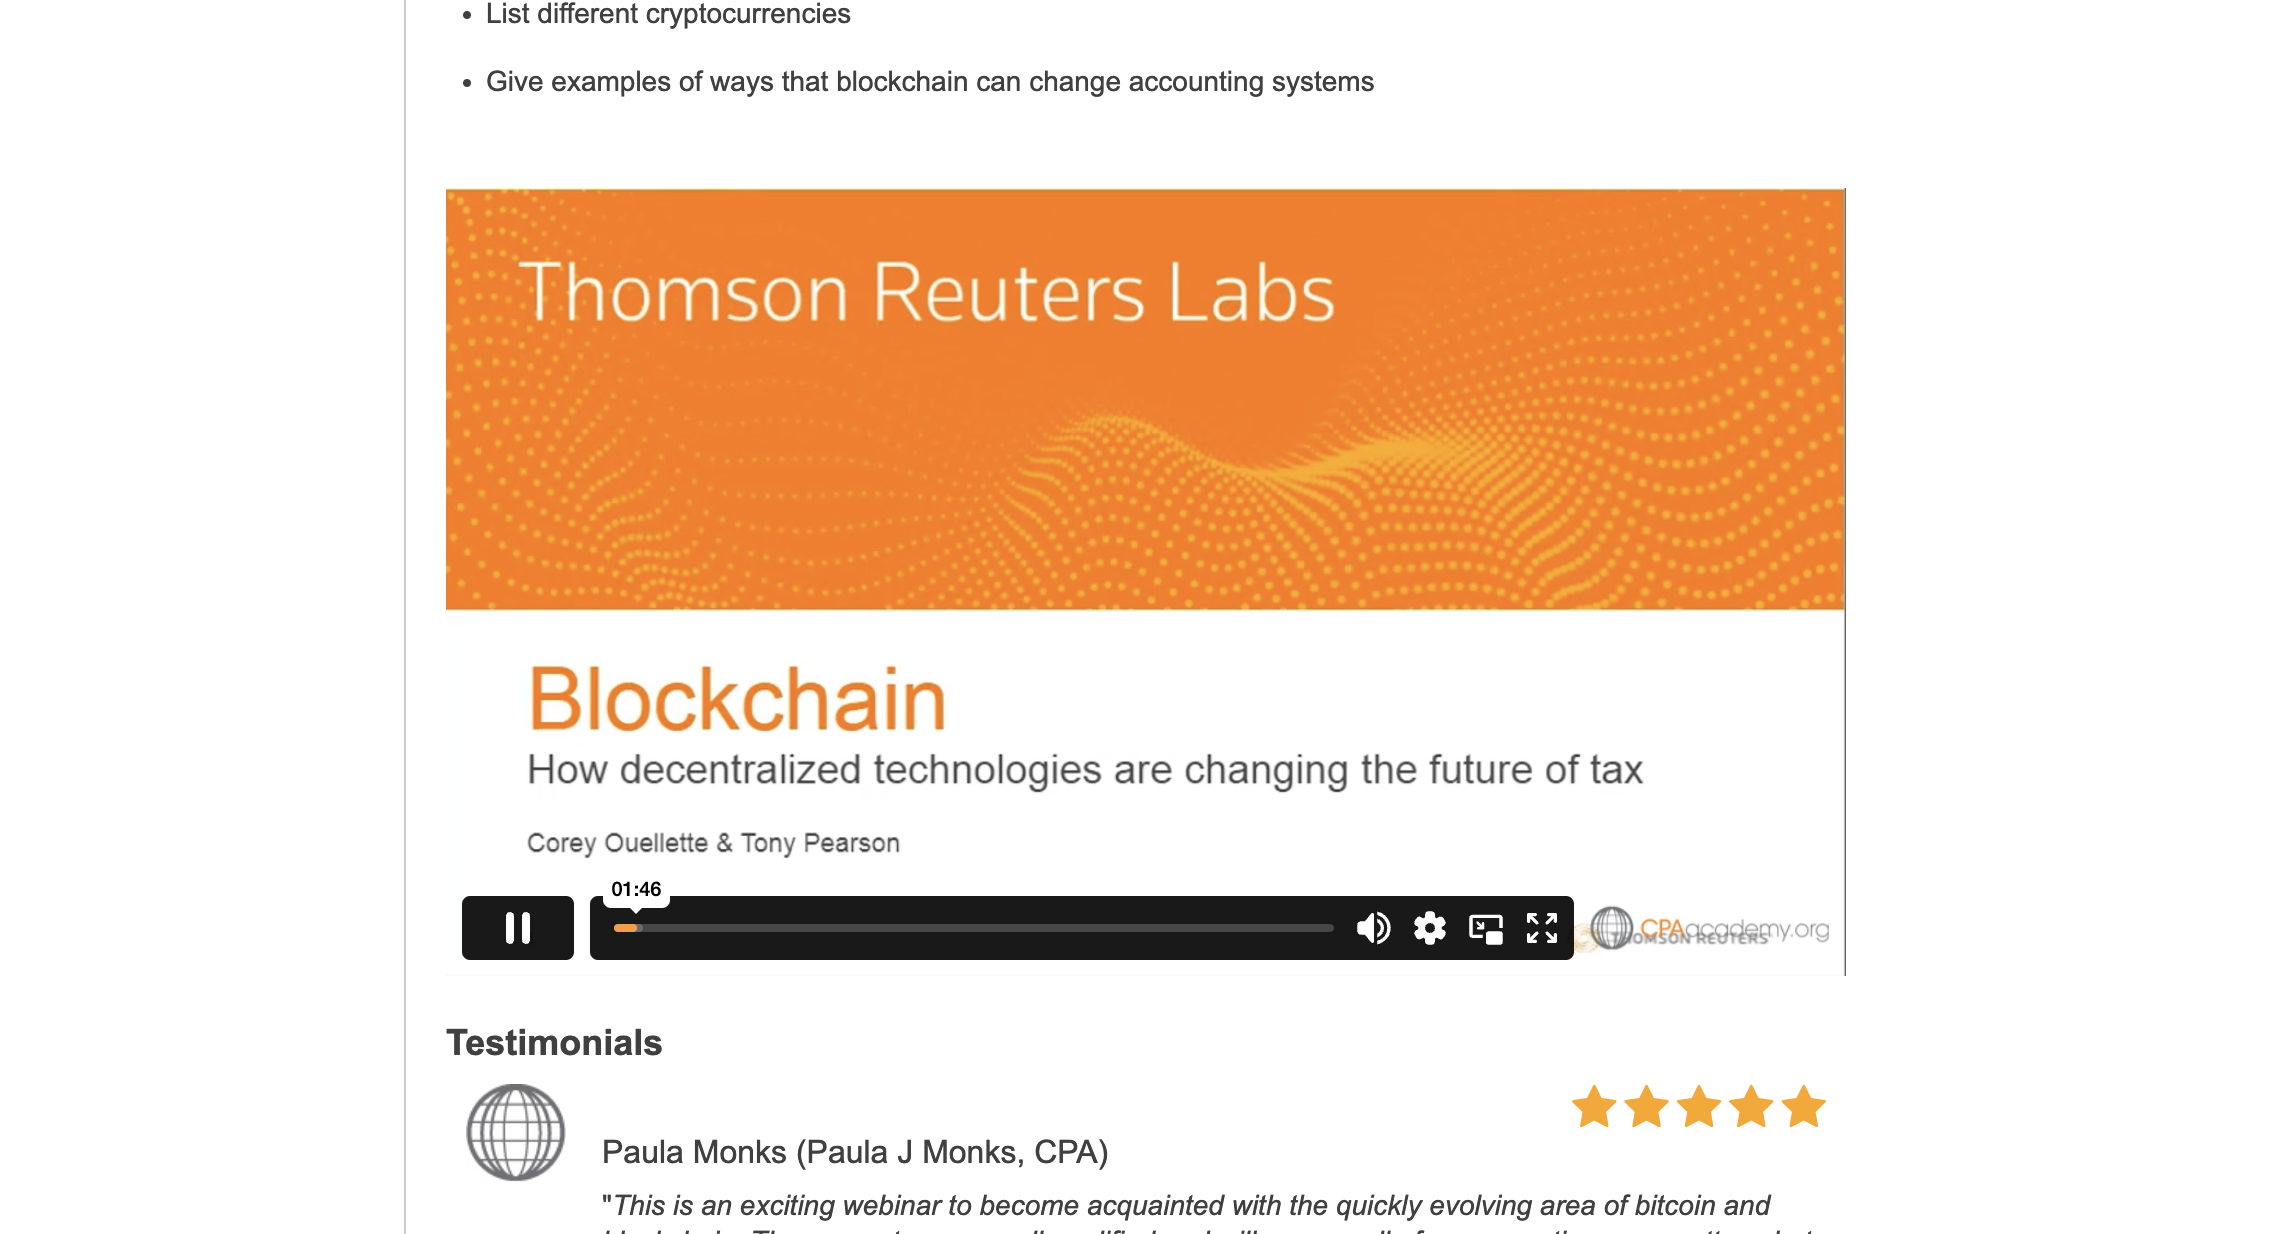 List different cryptocurrencies
Give examples of ways that blockchain can change accounting systems
Thomson Reuters Labs
Blockchain
How decentralized technologies are changing the future of tax
Corey Ouellette & Tony Pearson
01:46
CPAacademy.org
THOMSON REUTERS
Testimonials
Paula Monks (Paula J Monks, CPA)
"This is an exciting webinar to become acquainted with the quickly evolving area of bitcoin and